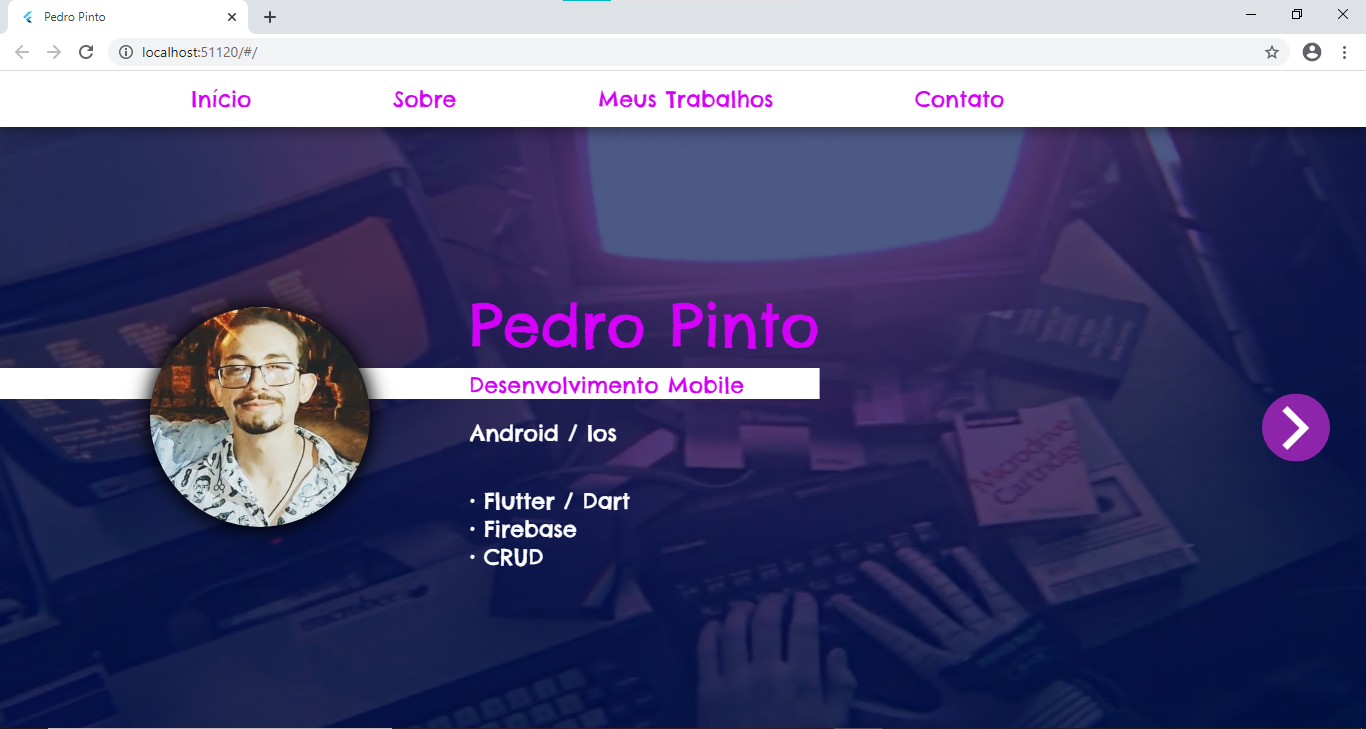 Pedro Pinto
localhost:51120/#/
Início Sobre Meus Trabalhos Contato
Pedro Pinto
Desenvolvimento Mobile
Android / Ios
· Flutter / Dart
· Firebase
· CRUD
Microdrive
Cartridge